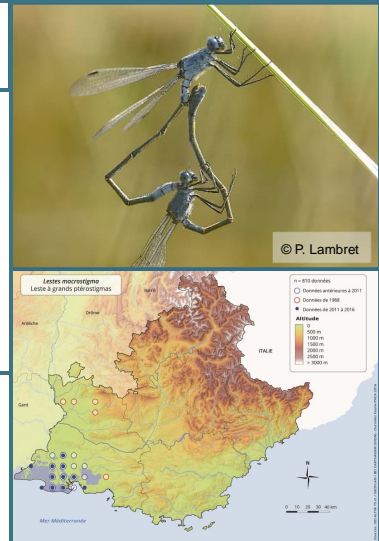 © P. Lambret
Lestes macrostigma
Leste à grands ptérostigmas
n = 810 données
Données antérieures à 2011
Données de 1988
Données de 2011 à 2016
Altitude
0
500 m
1000 m
1500 m
2000 m
2500 m
> 3000 m
Isère
Drôme
Ardèche
ITALIE
Gard
N
0 10 20 30 40 km
Mer Méditerranée